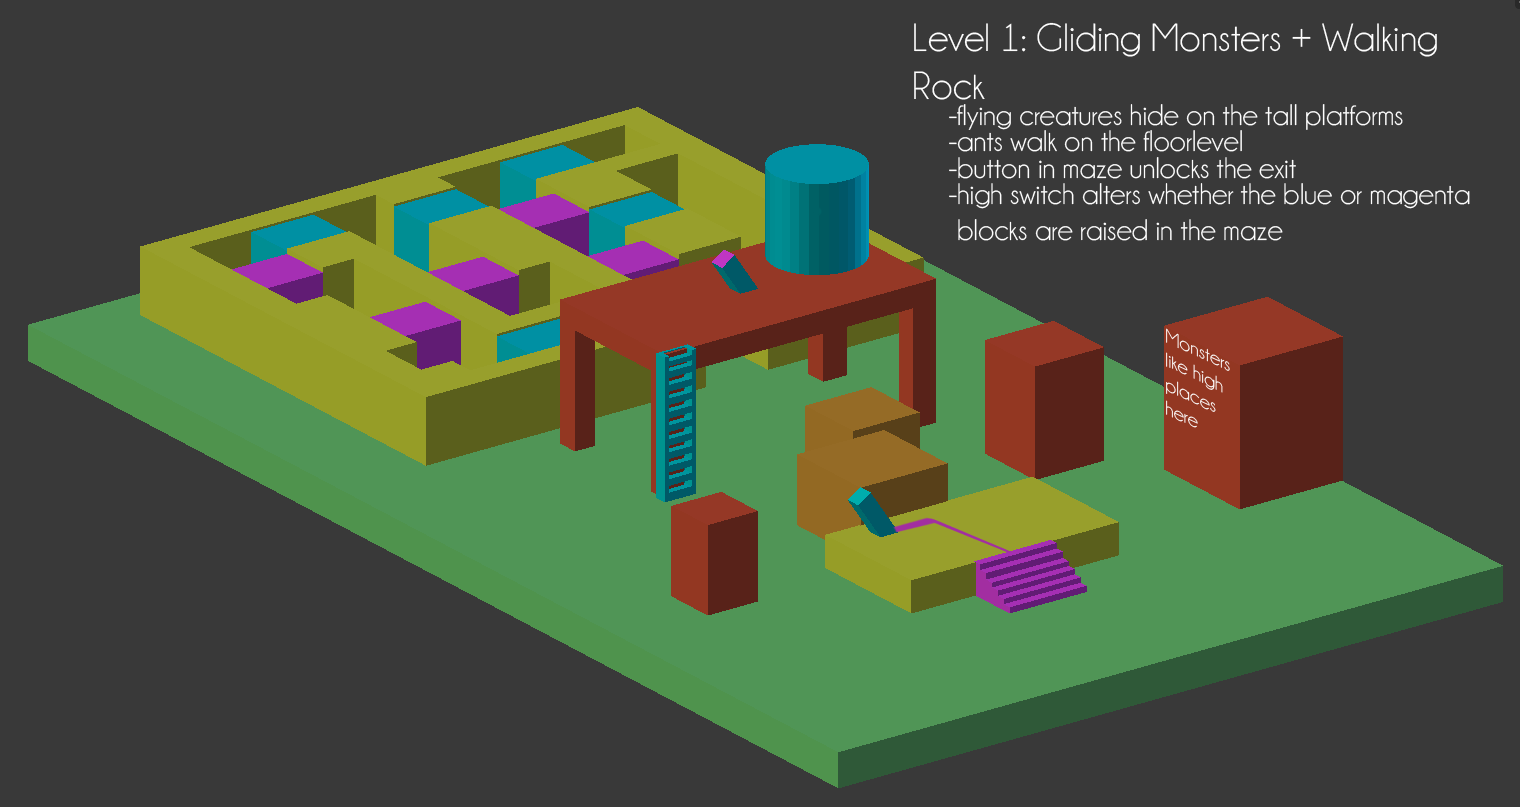 Level 1: Gliding Monsters + Walking
Rock
-flying creatures hide on the tall platforms
-ants walk on the floorlevel
-button in maze unlocks the exit
-high switch alters whether the blue or magenta
blocks are raised in the maze
Monsters
like high
places
here